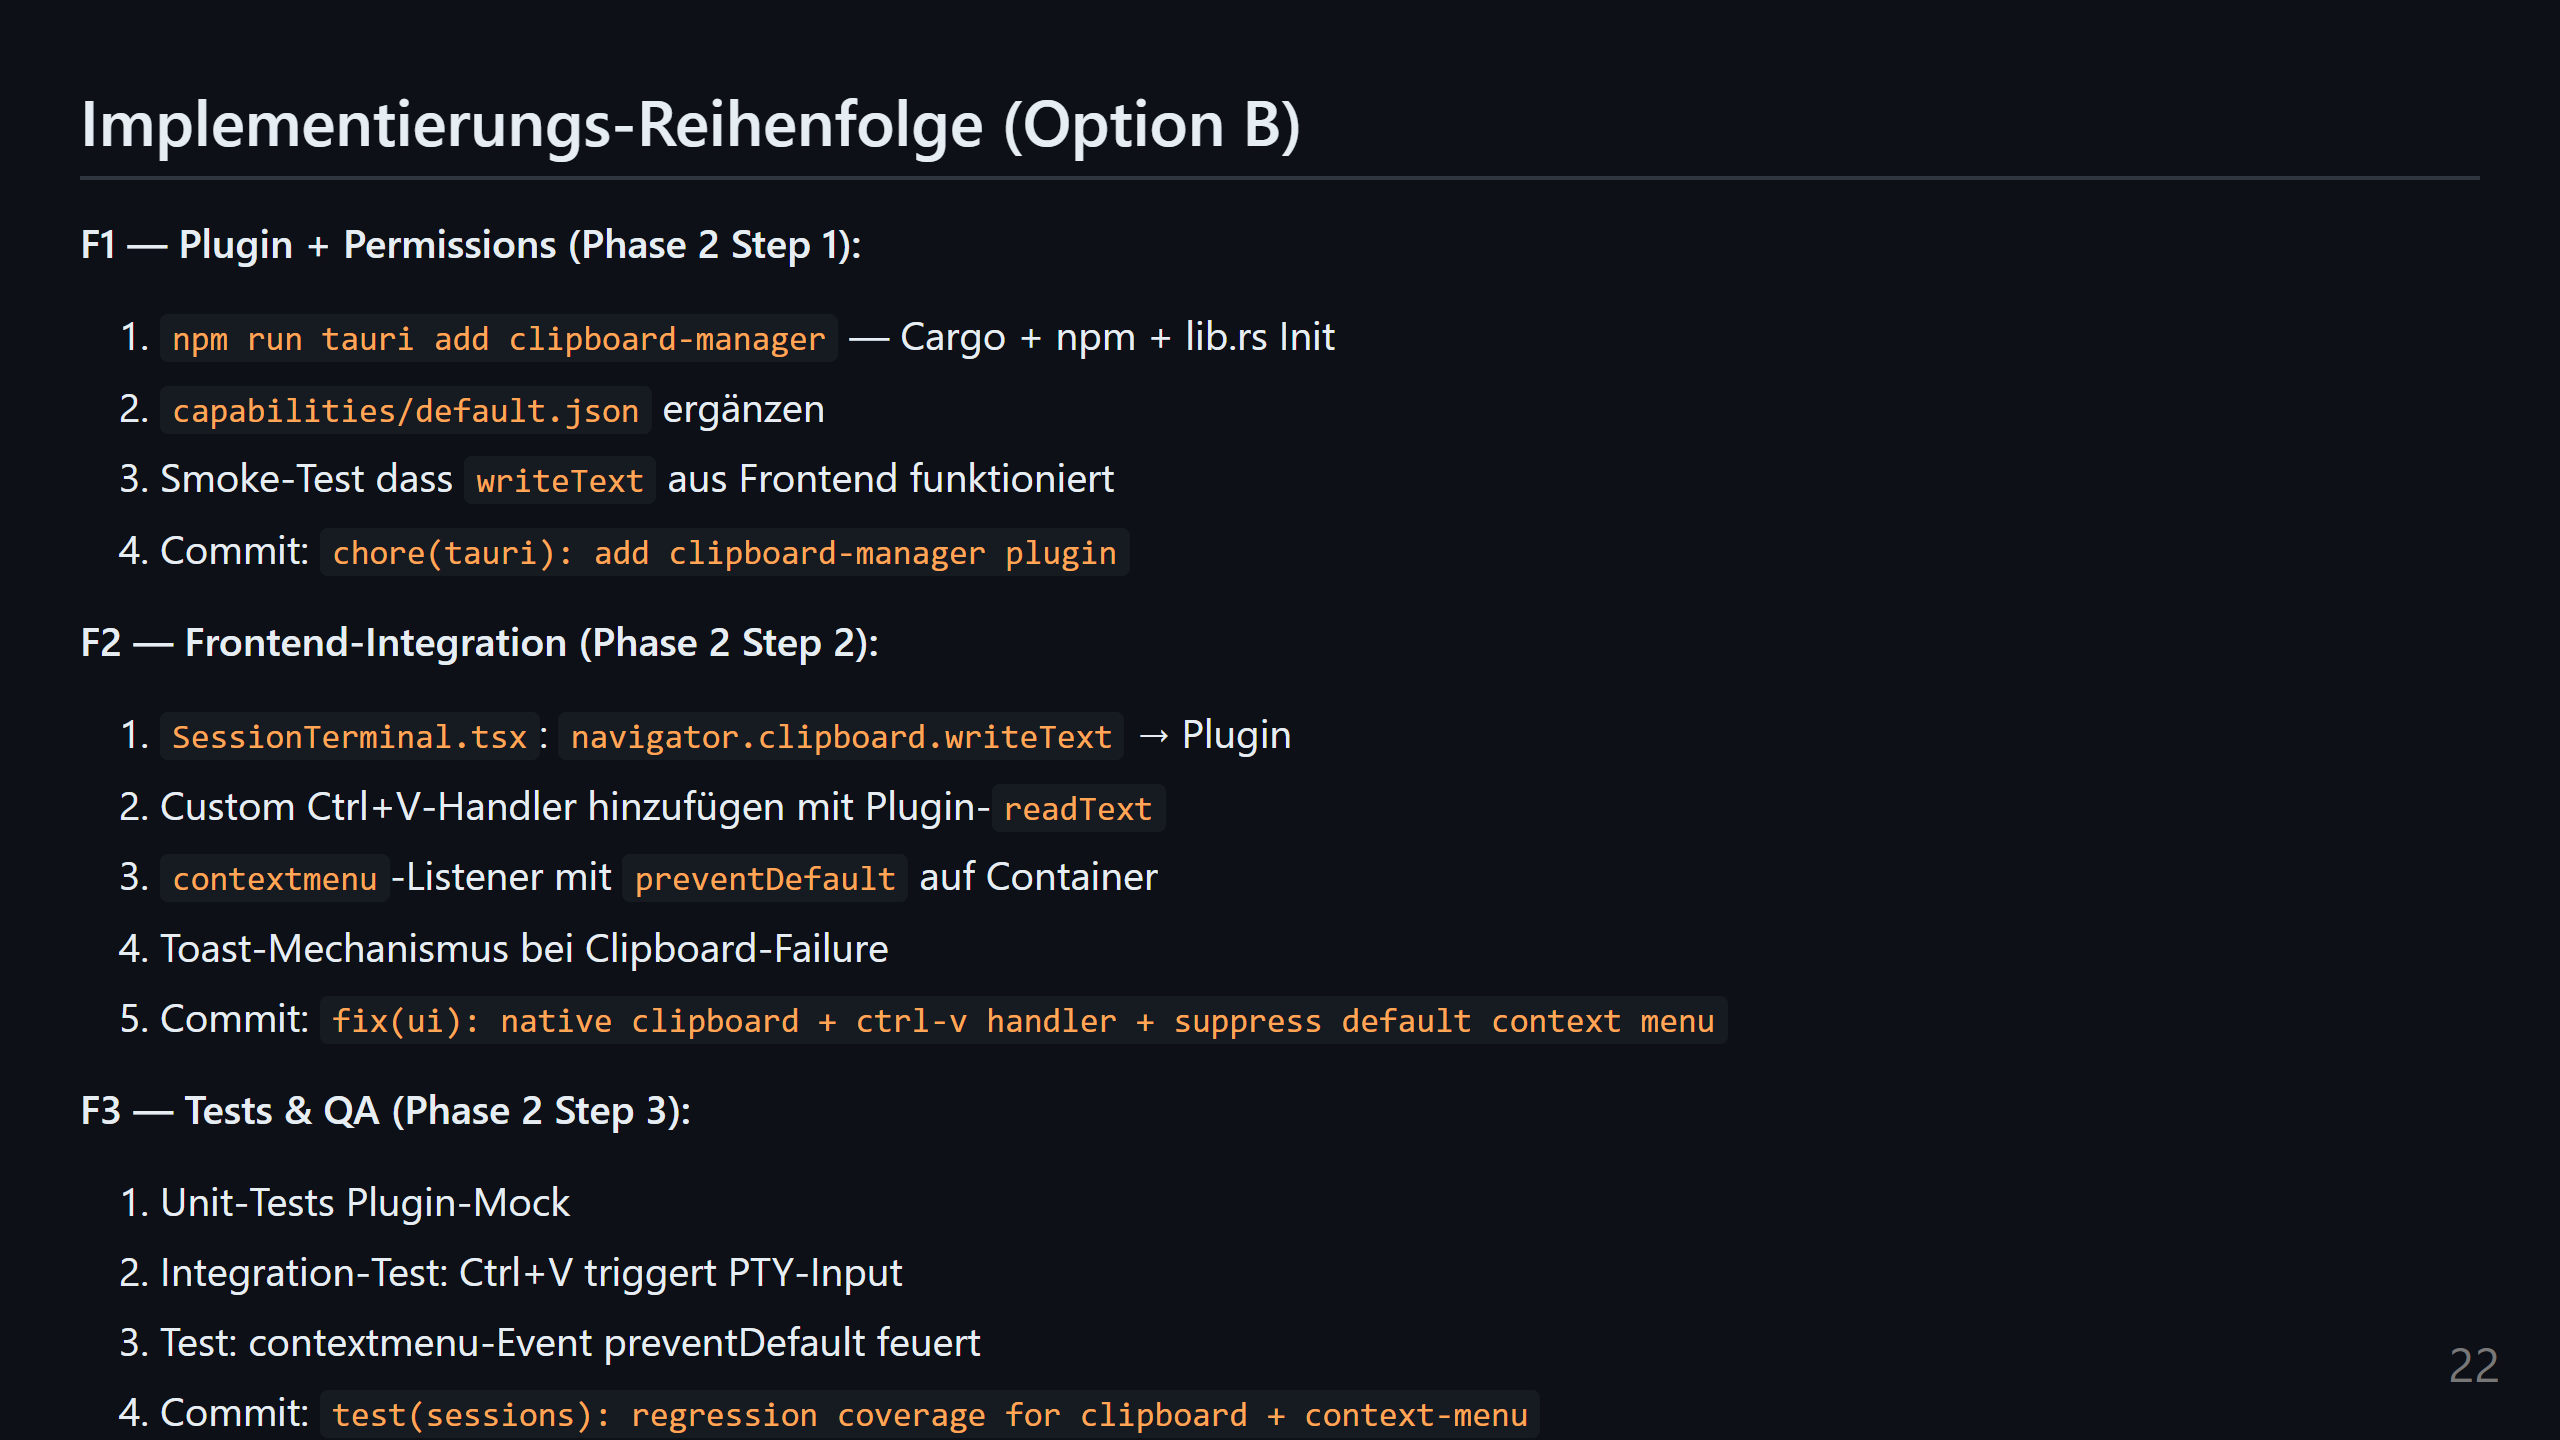 Implementierungs-Reihenfolge (Option B)
F1 — Plugin + Permissions (Phase 2 Step 1):
1. npm run tauri add clipboard-manager — Cargo + npm + lib.rs Init
2. capabilities/default.json ergänzen
3. Smoke-Test dass writeText aus Frontend funktioniert
4. Commit: chore(tauri): add clipboard-manager plugin
F2 — Frontend-Integration (Phase 2 Step 2):
1. SessionTerminal.tsx: navigator.clipboard.writeText → Plugin
2. Custom Ctrl+V-Handler hinzufügen mit Plugin-readText
3. contextmenu-Listener mit preventDefault auf Container
4. Toast-Mechanismus bei Clipboard-Failure
5. Commit: fix(ui): native clipboard + ctrl-v handler + suppress default context menu
F3 — Tests & QA (Phase 2 Step 3):
1. Unit-Tests Plugin-Mock
2. Integration-Test: Ctrl+V triggert PTY-Input
3. Test: contextmenu-Event preventDefault feuert
4. Commit: test(sessions): regression coverage for clipboard + context-menu
22